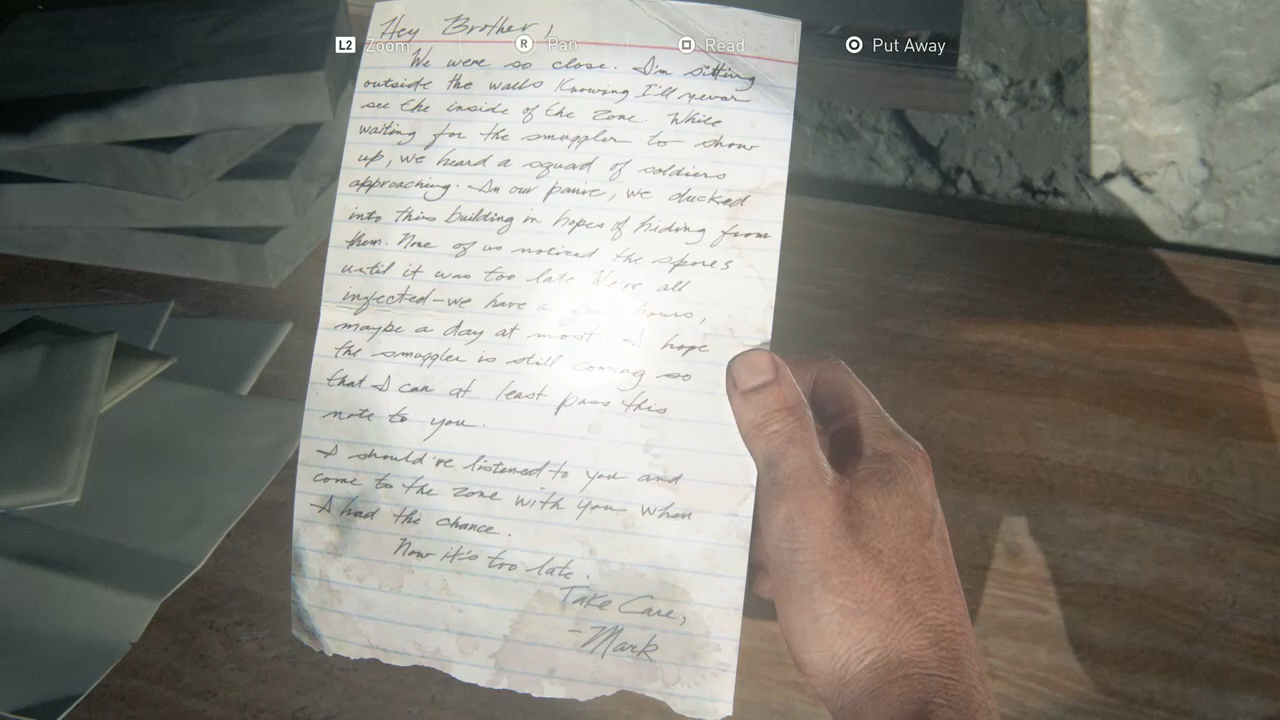 L2 Zoom R Pan Read Put Away
Hey Brother,
We were so close. I'm sitting
outside the walls Knowing I'll never
see the inside of the zone. While
waiting for the smuggler to show
up, we heard a squad of soldiers
approaching. In our panic, we ducked
into this building in hopes of hiding from
them. None of us noticed the spores
until it was too late We're all
infected-we have a few hours,
maybe a day at most. I hope
the smuggler is still coming so
that I can at least pass this
note to you.
I should've listened to you and
come to the zone with you when
I had the chance.
Now it's too late.
Take Care,
-Mark